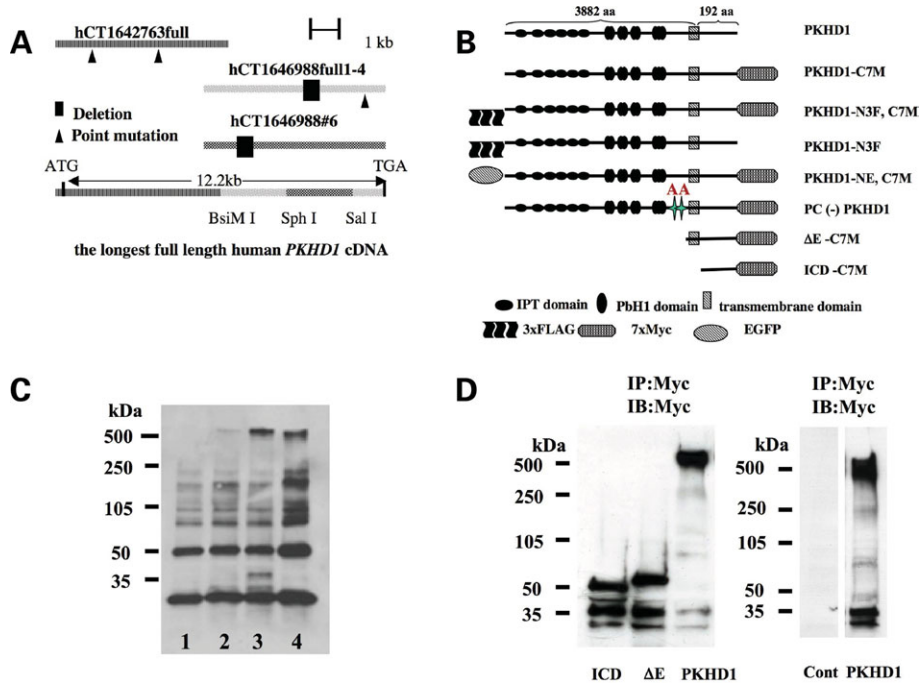 A
hCT1642763full
1 kb
hCT1646988full1-4
Deletion
hCT1646988#6
Point mutation
ATG
TGA
12.2kb
BsiM I
Sph I
Sal I
the longest full length human PKHD1 cDNA
B
3882 aa
192 aa
PKHD1
PKHD1-C7M
PKHD1-N3F, C7M
PKHD1-N3F
PKHD1-NE, C7M
AA
PC (-) PKHD1
ΔE -C7M
ICD -C7M
IPT domain
PbH1 domain
transmembrane domain
3xFLAG
7xMyc
EGFP
C
kDa
500
250
105
50
35
1 2 3 4
D
IP:Myc
IB:Myc
kDa
500
250
105
50
35
ICD ΔE PKHD1
IP:Myc
IB:Myc
kDa
500
250
105
50
35
Cont PKHD1